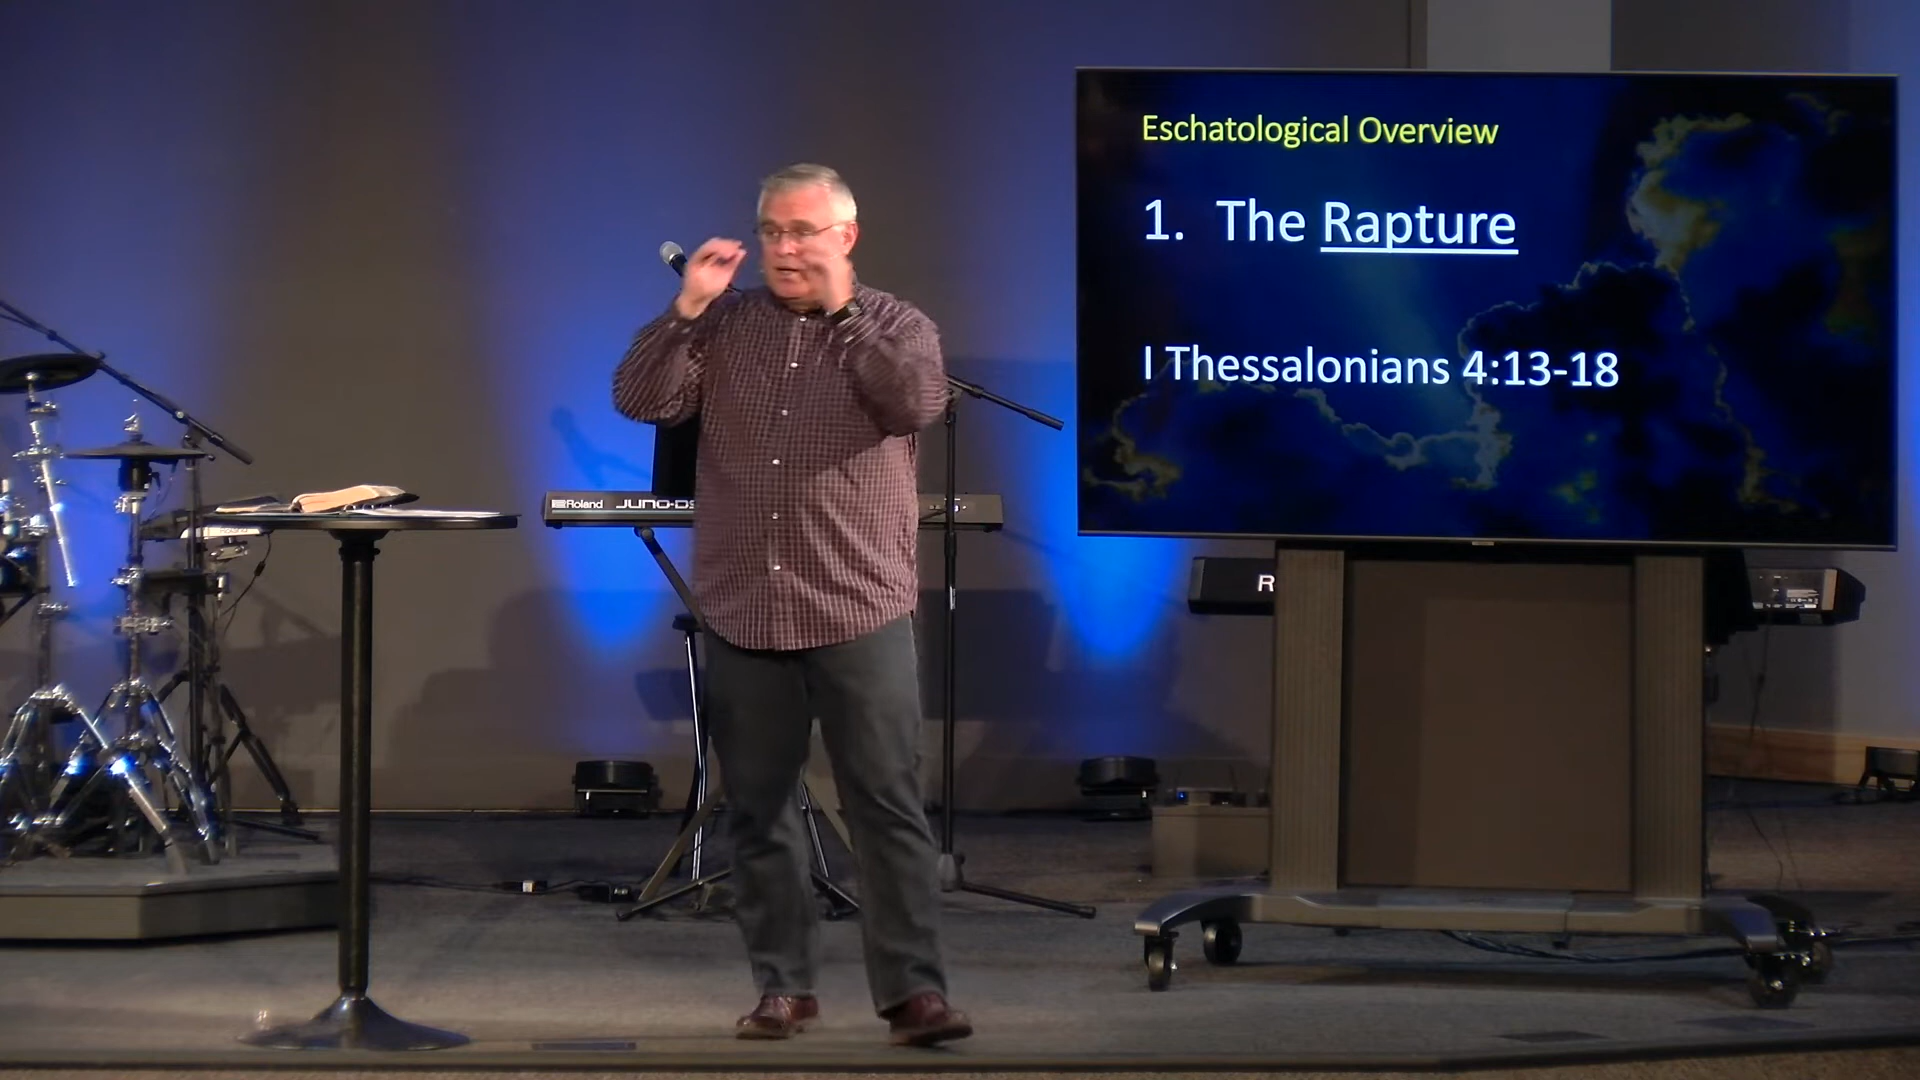 Eschatological Overview
1. The Rapture
I Thessalonians 4:13-18
Roland JUNO-DS
R